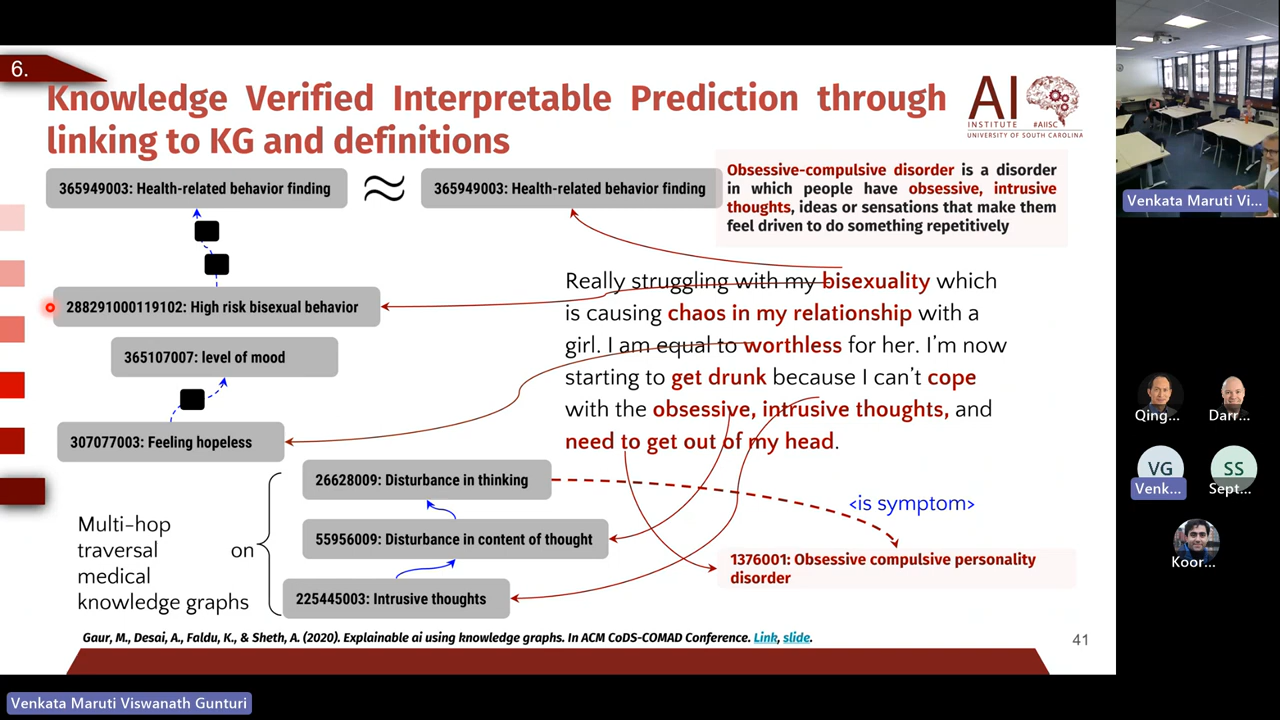 6.
Knowledge Verified Interpretable Prediction through
linking to KG and definitions
AI
INSTITUTE #AIISC
UNIVERSITY OF SOUTH CAROLINA
365949003: Health-related behavior finding
≈
365949003: Health-related behavior finding
Obsessive-compulsive disorder is a disorder
in which people have obsessive, intrusive
thoughts, ideas or sensations that make them
feel driven to do something repetitively
Really struggling with my bisexuality which
is causing chaos in my relationship with a
girl. I am equal to worthless for her. I'm now
starting to get drunk because I can't cope
with the obsessive, intrusive thoughts, and
need to get out of my head.
288291000119102: High risk bisexual behavior
365107007: level of mood
307077003: Feeling hopeless
26628009: Disturbance in thinking
55956009: Disturbance in content of thought
225445003: Intrusive thoughts
Multi-hop
traversal on
medical
knowledge graphs
<is symptom>
1376001: Obsessive compulsive personality
disorder
Gaur, M., Desai, A., Faldu, K., & Sheth, A. (2020). Explainable ai using knowledge graphs. In ACM CoDS-COMAD Conference. Link, slide.
41
Venkata Maruti Vi...
Qing...
Darr...
VG
Venk...
SS
Sept...
Koor...
Venkata Maruti Viswanath Gunturi